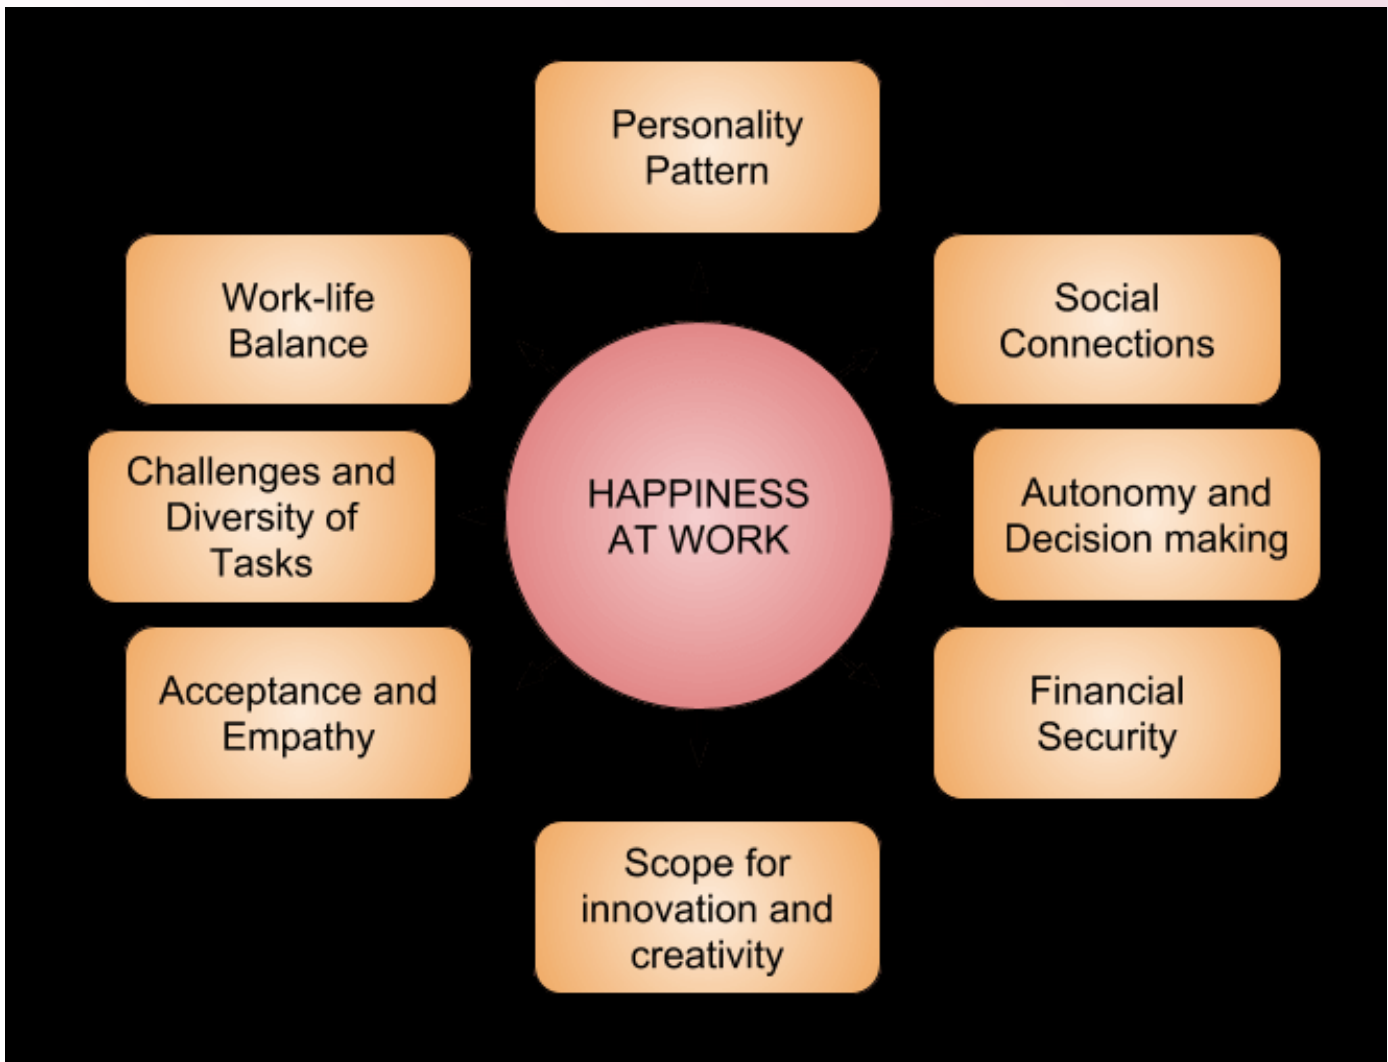 Personality
Pattern
Work-life
Balance
Social
Connections
Challenges and
Diversity of
Tasks
HAPPINESS
AT WORK
Autonomy and
Decision making
Acceptance and
Empathy
Financial
Security
Scope for
innovation and
creativity